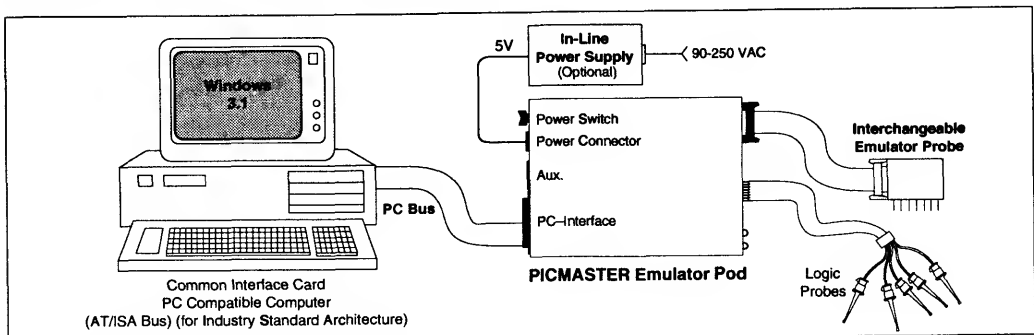 Windows
3.1
5V
In-Line
Power Supply
(Optional)
90-250 VAC
Power Switch
Power Connector
Aux.
PC–Interface
PC Bus
PICMASTER Emulator Pod
Interchangeable
Emulator Probe
Logic
Probes
Common Interface Card
PC Compatible Computer
(AT/ISA Bus) (for Industry Standard Architecture)